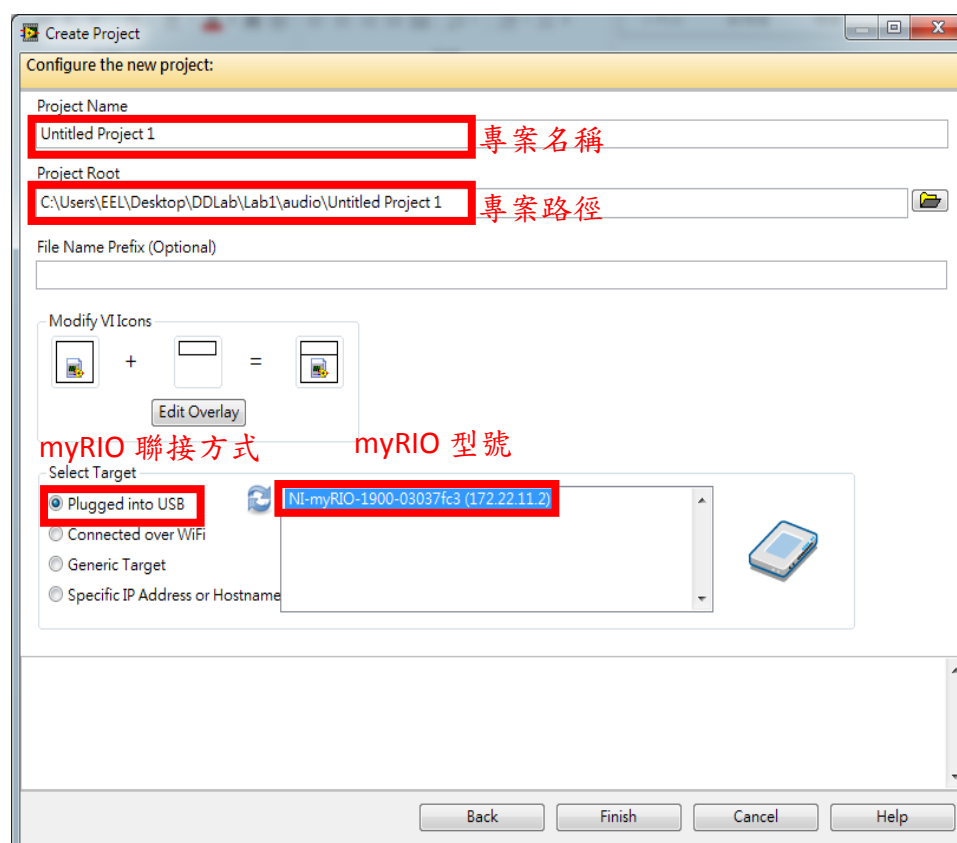 Create Project
Configure the new project:
Project Name
Untitled Project 1
專案名稱
Project Root
C:\Users\EEL\Desktop\DDLab\Lab1\audio\Untitled Project 1
專案路徑
File Name Prefix (Optional)
Modify VI Icons
+ =
Edit Overlay
myRIO 聯接方式
myRIO 型號
Select Target
Plugged into USB
NI-myRIO-1900-03037fc3 (172.22.11.2)
Connected over WiFi
Generic Target
Specific IP Address or Hostname
Back Finish Cancel Help